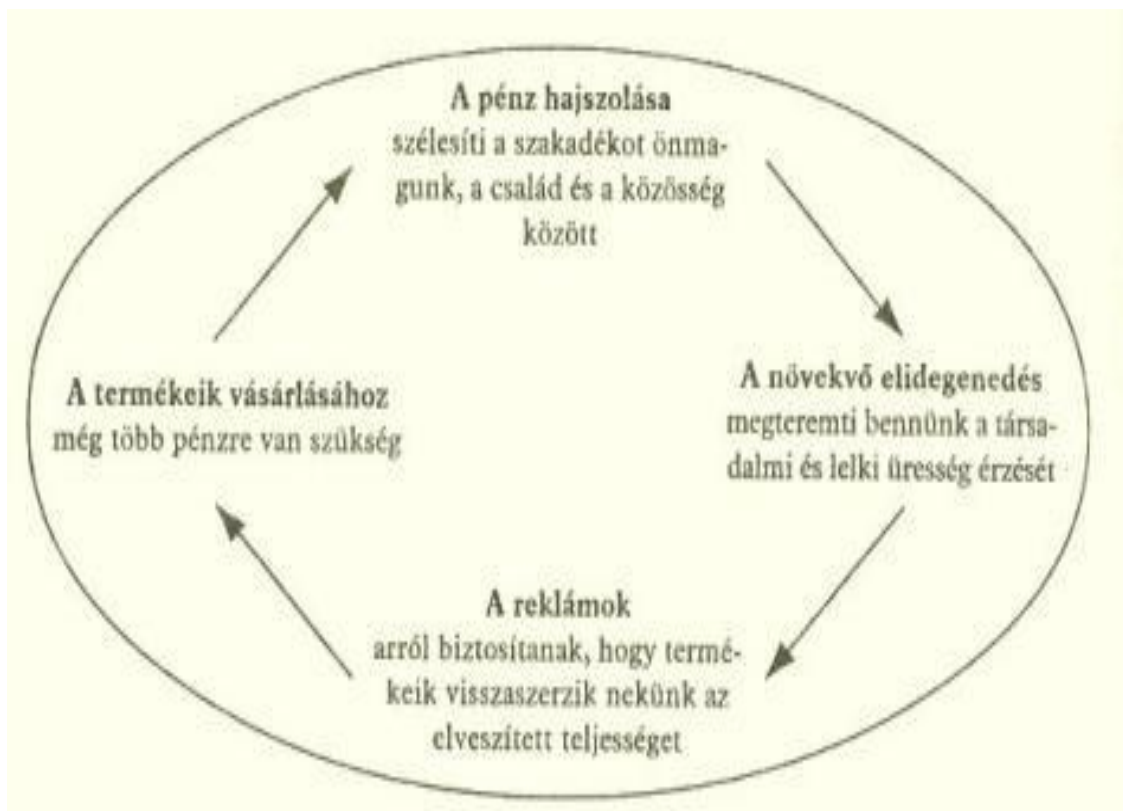 A pénz hajszolása
szélesíti a szakadékot önma-
gunk, a család és a közösség
között
A növekvő elidegenedés
megteremti bennünk a társa-
dalmi és lelki üresség érzését
A reklámok
arról biztosítanak, hogy termé-
keik visszaszerzik nekünk az
elveszített teljességet
A termékeik vásárlásához
még több pénzre van szükség